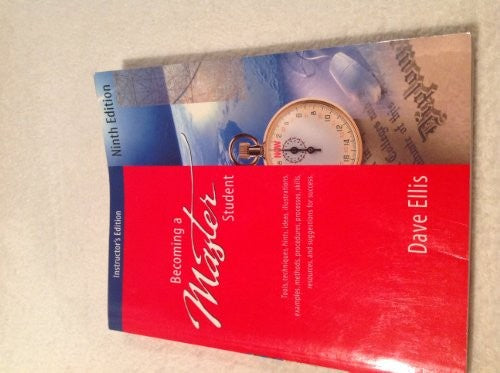 Ninth Edition
Instructor's Edition
Becoming a
Master
Student
Tools, techniques, hints, ideas, illustrations,
examples, methods, procedures, processes, skills,
resources, and suggestions for success.
Dave Ellis
NOW